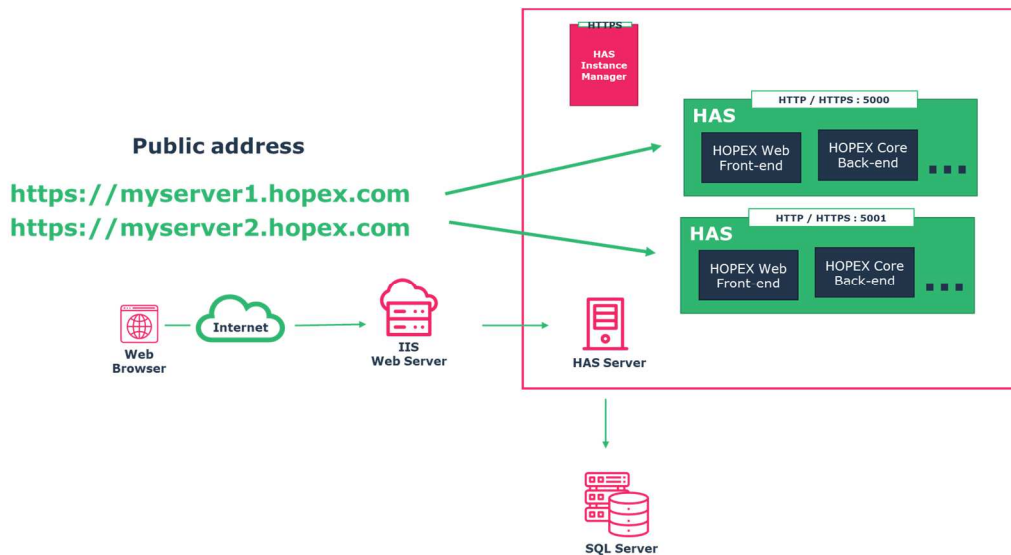 HTTPS
HAS
Instance
Manager
HTTP / HTTPS : 5000
HAS
HOPEX Web
Front-end
HOPEX Core
Back-end
Public address
https://myserver1.hopex.com
https://myserver2.hopex.com
HTTP / HTTPS : 5001
HAS
HOPEX Web
Front-end
HOPEX Core
Back-end
Web
Browser
Internet
IIS
Web Server
HAS Server
SQL Server